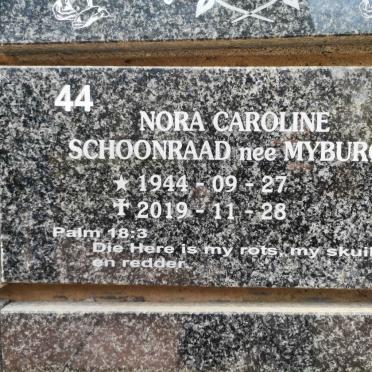 44
NORA CAROLINE
SCHOONRAAD nee MYBURG
★ 1944 - 09 - 27
✝ 2019 - 11 - 28
Palm 18:3
Die Here is my rots, my skuil
en redder.